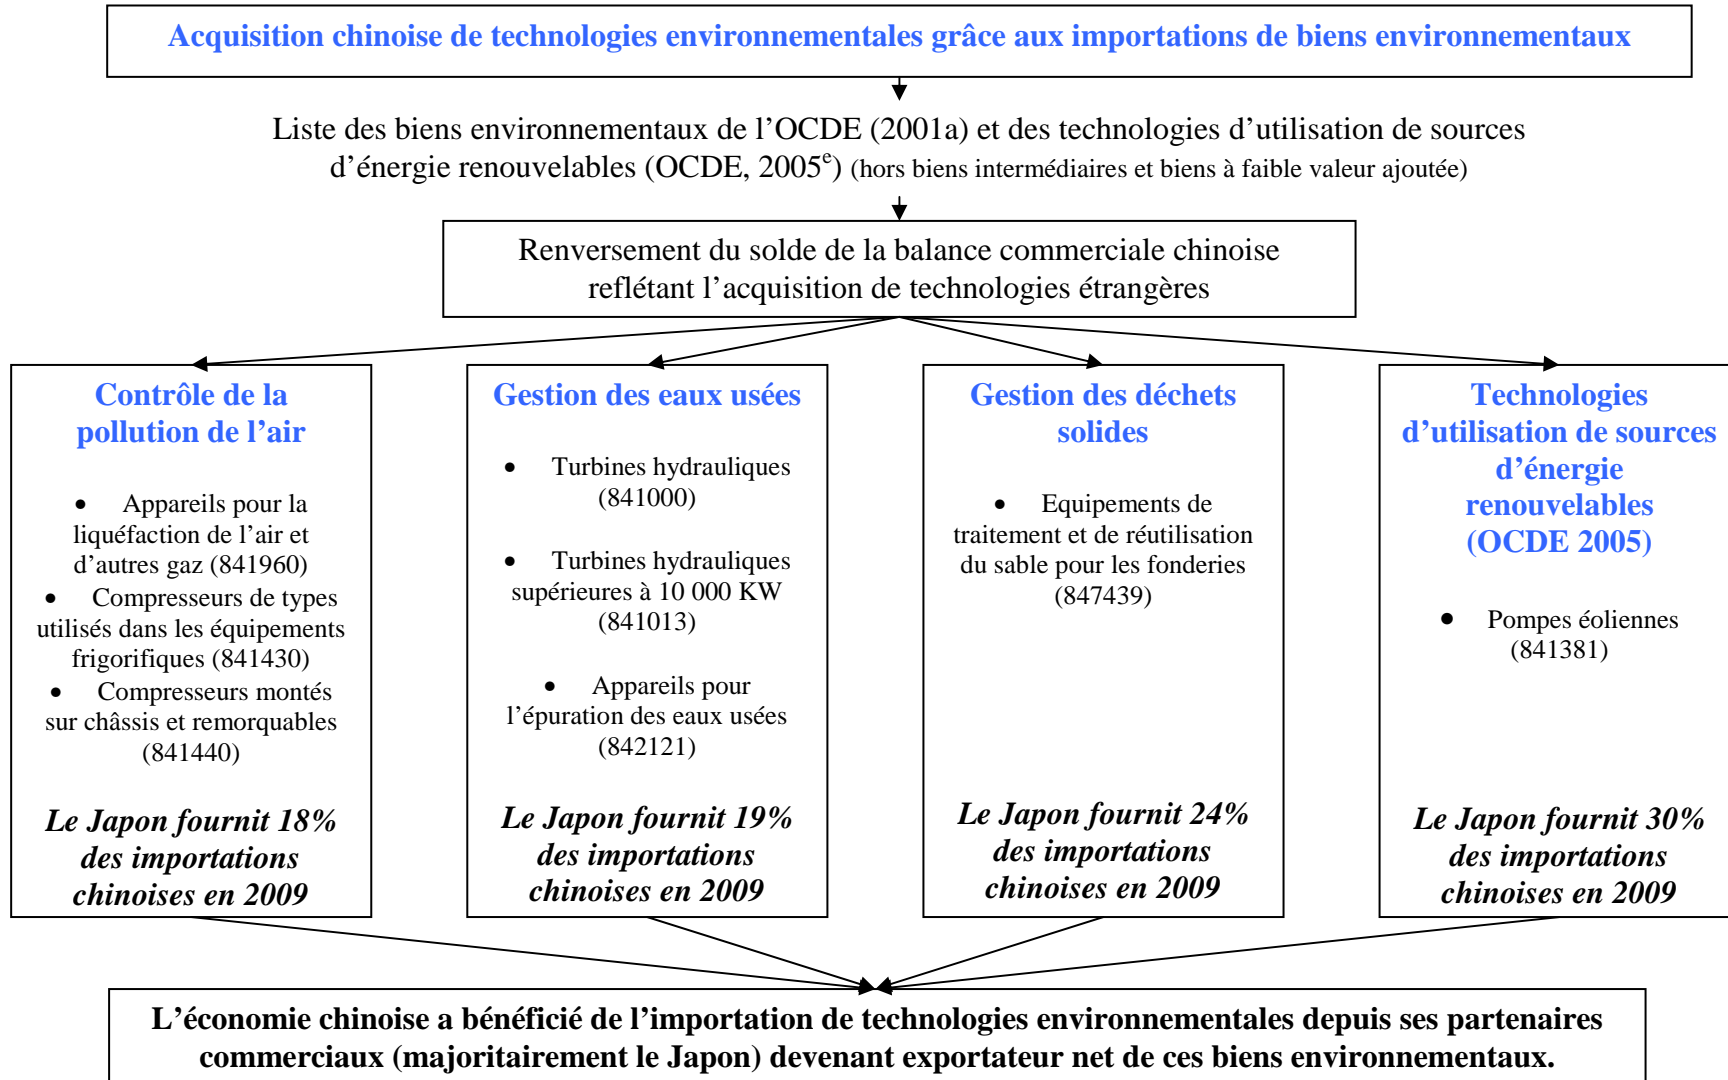 Acquisition chinoise de technologies environnementales grâce aux importations de biens environnementaux
Liste des biens environnementaux de l’OCDE (2001a) et des technologies d’utilisation de sources
d’énergie renouvelables (OCDE, 2005e) (hors biens intermédiaires et biens à faible valeur ajoutée)
Renversement du solde de la balance commerciale chinoise
reflétant l’acquisition de technologies étrangères
Contrôle de la
pollution de l’air
• Appareils pour la
liquéfaction de l’air et
d’autres gaz (841960)
• Compresseurs de types
utilisés dans les équipements
frigorifiques (841430)
• Compresseurs montés
sur châssis et remorquables
(841440)
Le Japon fournit 18%
des importations
chinoises en 2009
Gestion des eaux usées
• Turbines hydrauliques
(841000)
• Turbines hydrauliques
supérieures à 10 000 KW
(841013)
• Appareils pour
l’épuration des eaux usées
(842121)
Le Japon fournit 19%
des importations
chinoises en 2009
Gestion des déchets
solides
• Equipements de
traitement et de réutilisation
du sable pour les fonderies
(847439)
Le Japon fournit 24%
des importations
chinoises en 2009
Technologies
d’utilisation de sources
d’énergie
renouvelables
(OCDE 2005)
• Pompes éoliennes
(841381)
Le Japon fournit 30%
des importations
chinoises en 2009
L’économie chinoise a bénéficié de l’importation de technologies environnementales depuis ses partenaires
commerciaux (majoritairement le Japon) devenant exportateur net de ces biens environnementaux.